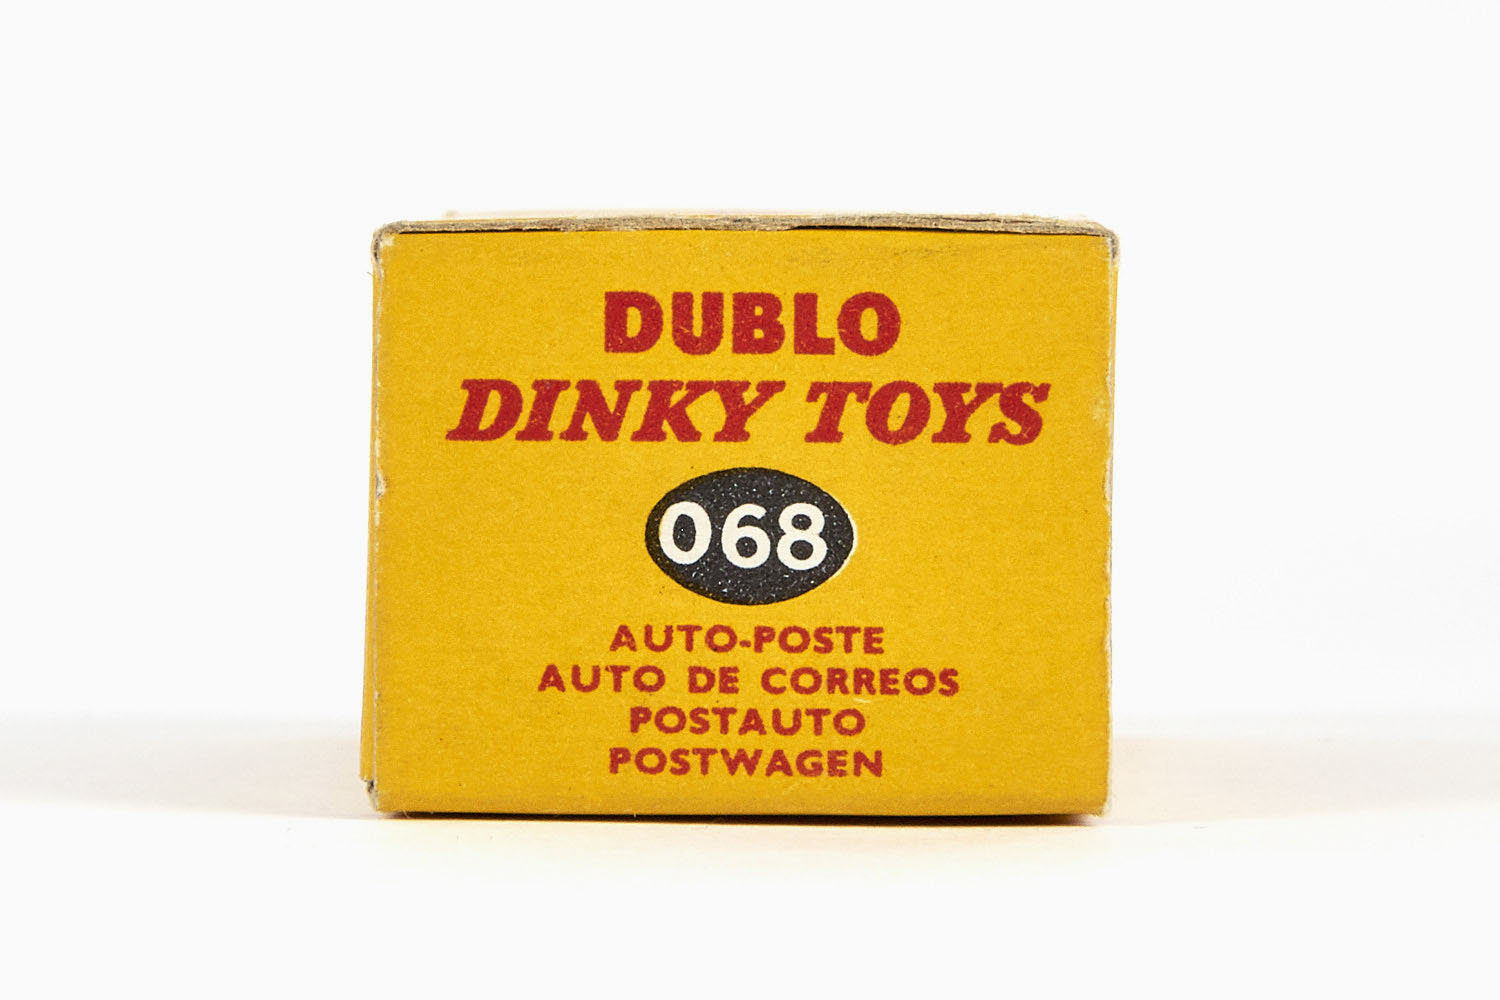 DUBLO
DINKY TOYS
068
AUTO-POSTE
AUTO DE CORREOS
POSTAUTO
POSTWAGEN